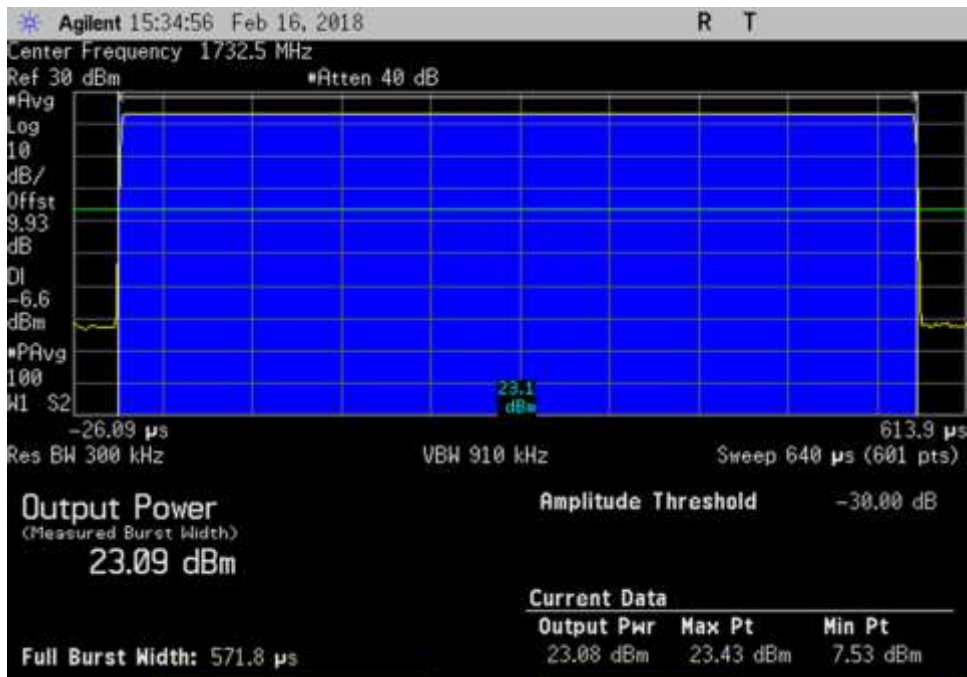 Agilent 15:34:56 Feb 16, 2018 R T
Center Frequency 1732.5 MHz
Ref 30 dBm *Atten 40 dB
*Avg
Log
10
dB/
Offst
9.93
dB
DI
-6.6
dBm
*PAvg
100
W1 S2
23.1
dBm
-26.09 µs 613.9 µs
Res BW 300 kHz VBW 910 kHz Sweep 640 µs (601 pts)
Output Power
(Measured Burst Width)
23.09 dBm
Amplitude Threshold -30.00 dB
Current Data
Output Pwr Max Pt Min Pt
23.08 dBm 23.43 dBm 7.53 dBm
Full Burst Width: 571.8 µs